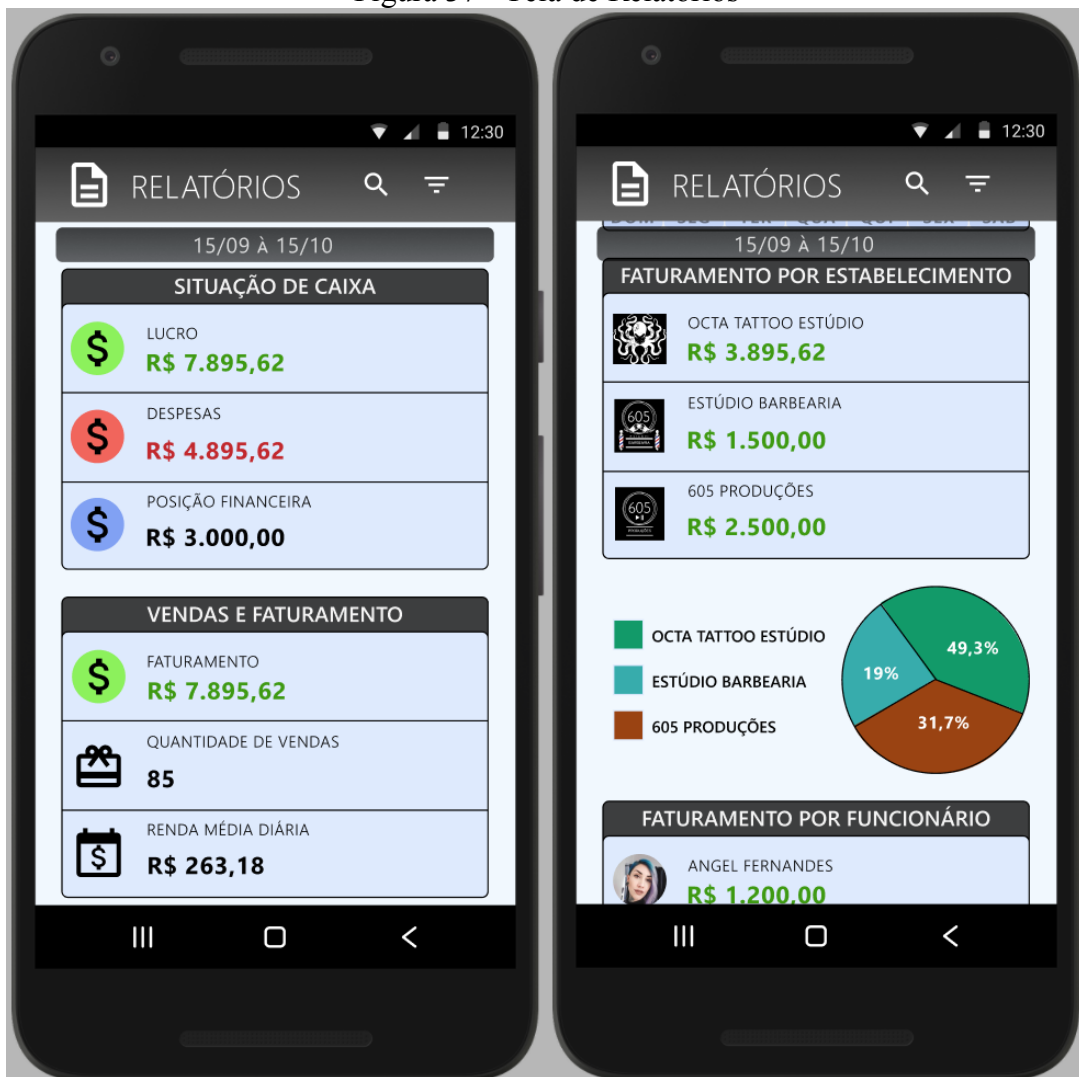 12:30
RELATÓRIOS
15/09 À 15/10
SITUAÇÃO DE CAIXA
LUCRO
R$ 7.895,62
DESPESAS
R$ 4.895,62
POSIÇÃO FINANCEIRA
R$ 3.000,00
VENDAS E FATURAMENTO
FATURAMENTO
R$ 7.895,62
QUANTIDADE DE VENDAS
85
RENDA MÉDIA DIÁRIA
R$ 263,18
12:30
RELATÓRIOS
15/09 À 15/10
FATURAMENTO POR ESTABELECIMENTO
OCTA TATTOO ESTÚDIO
R$ 3.895,62
605
BARBEARIA
ESTÚDIO BARBEARIA
R$ 1.500,00
605
PRODUÇÕES
605 PRODUÇÕES
R$ 2.500,00
OCTA TATTOO ESTÚDIO
ESTÚDIO BARBEARIA
605 PRODUÇÕES
49,3%
19%
31,7%
FATURAMENTO POR FUNCIONÁRIO
ANGEL FERNANDES
R$ 1.200,00